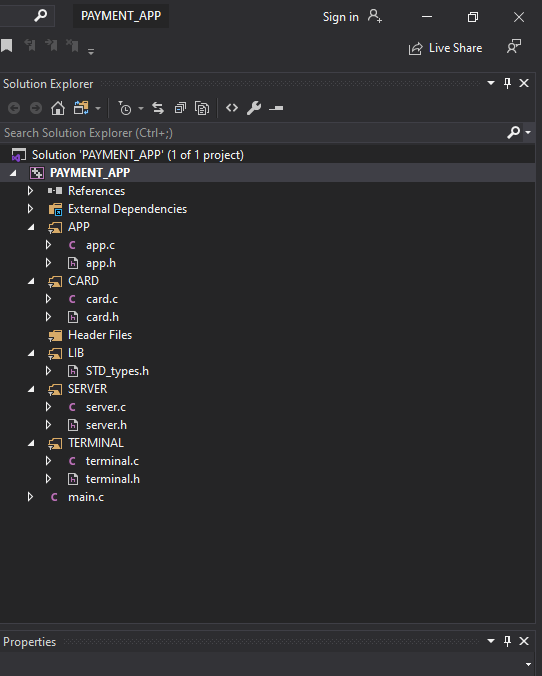 PAYMENT_APP
Sign in
Live Share
Solution Explorer
Search Solution Explorer (Ctrl+;)
Solution 'PAYMENT_APP' (1 of 1 project)
PAYMENT_APP
References
External Dependencies
APP
app.c
app.h
CARD
card.c
card.h
Header Files
LIB
STD_types.h
SERVER
server.c
server.h
TERMINAL
terminal.c
terminal.h
main.c
Properties